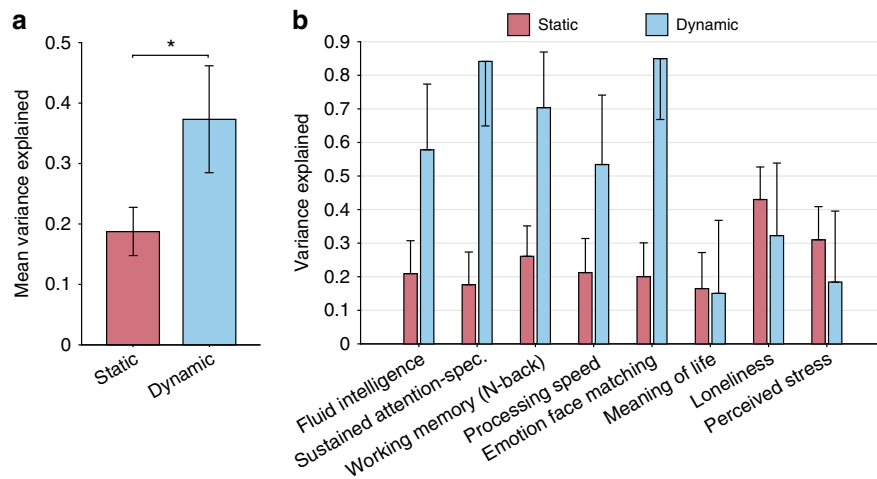 a
Mean variance explained
0.5
0.4
0.3
0.2
0.1
0
*
Static
Dynamic
b
Static
Dynamic
Variance explained
0.9
0.8
0.7
0.6
0.5
0.4
0.3
0.2
0.1
0
Fluid intelligence
Sustained attention-spec.
Working memory (N-back)
Processing speed
Emotion face matching
Meaning of life
Loneliness
Perceived stress